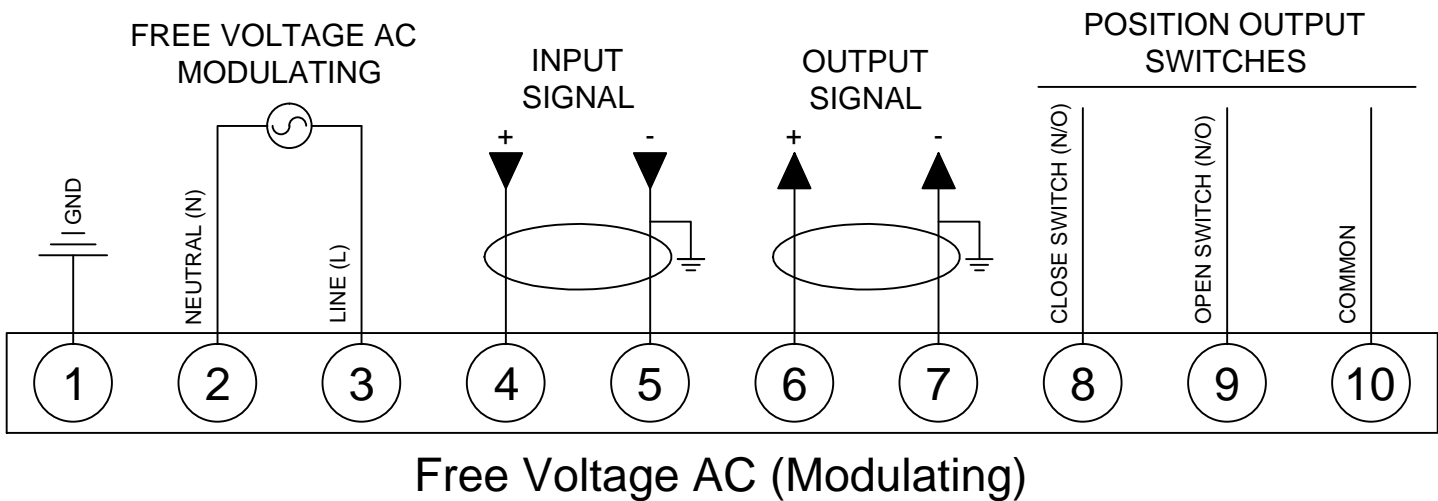 FREE VOLTAGE AC
MODULATING
INPUT
SIGNAL
OUTPUT
SIGNAL
POSITION OUTPUT
SWITCHES
GND
NEUTRAL (N)
LINE (L)
+
-
+
-
CLOSE SWITCH (N/O)
OPEN SWITCH (N/O)
COMMON
1
2
3
4
5
6
7
8
9
10
Free Voltage AC (Modulating)